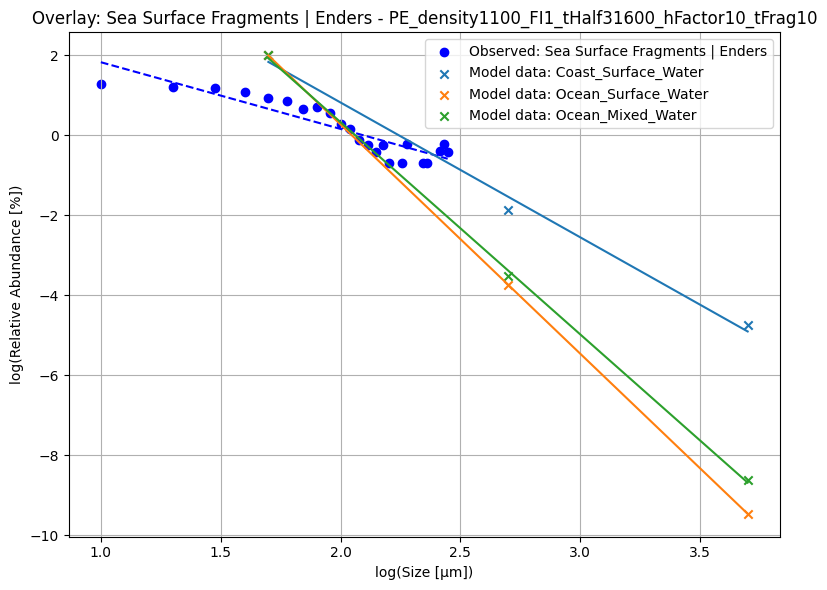 Overlay: Sea Surface Fragments | Enders - PE_density1100_FI1_tHalf31600_hFactor10_tFrag10
Observed: Sea Surface Fragments | Enders
Model data: Coast_Surface_Water
Model data: Ocean_Surface_Water
Model data: Ocean_Mixed_Water
log(Relative Abundance [%])
2
0
−2
−4
−6
−8
−10
1.0 1.5 2.0 2.5 3.0 3.5
log(Size [µm])